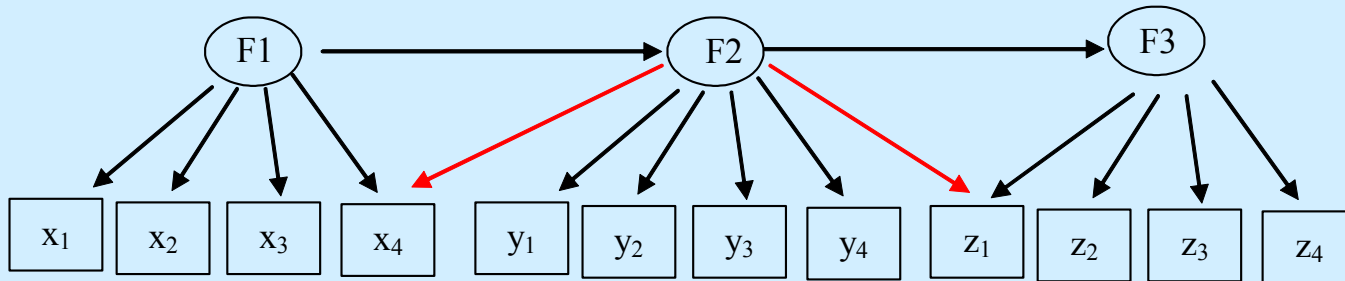 F1 F2 F3
x₁ x₂ x₃ x₄ y₁ y₂ y₃ y₄ z₁ z₂ z₃ z₄